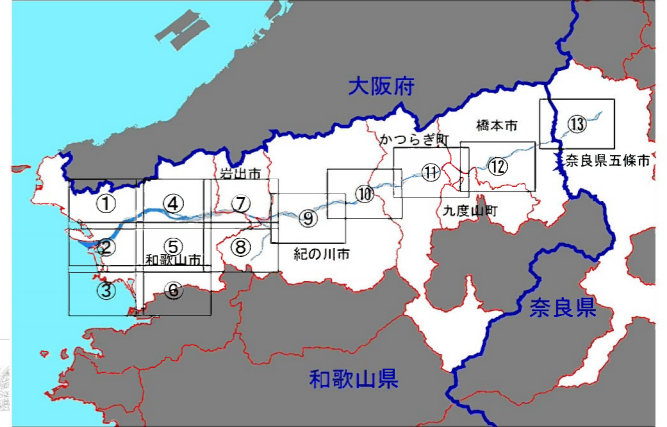 大阪府
⑬
橋本市
かつらぎ町
奈良県五條市
⑪
⑫
岩出市
⑩
①
④
⑦
⑨
九度山町
②
⑤
⑧
和歌山市
紀の川市
③
⑥
奈良県
和歌山県